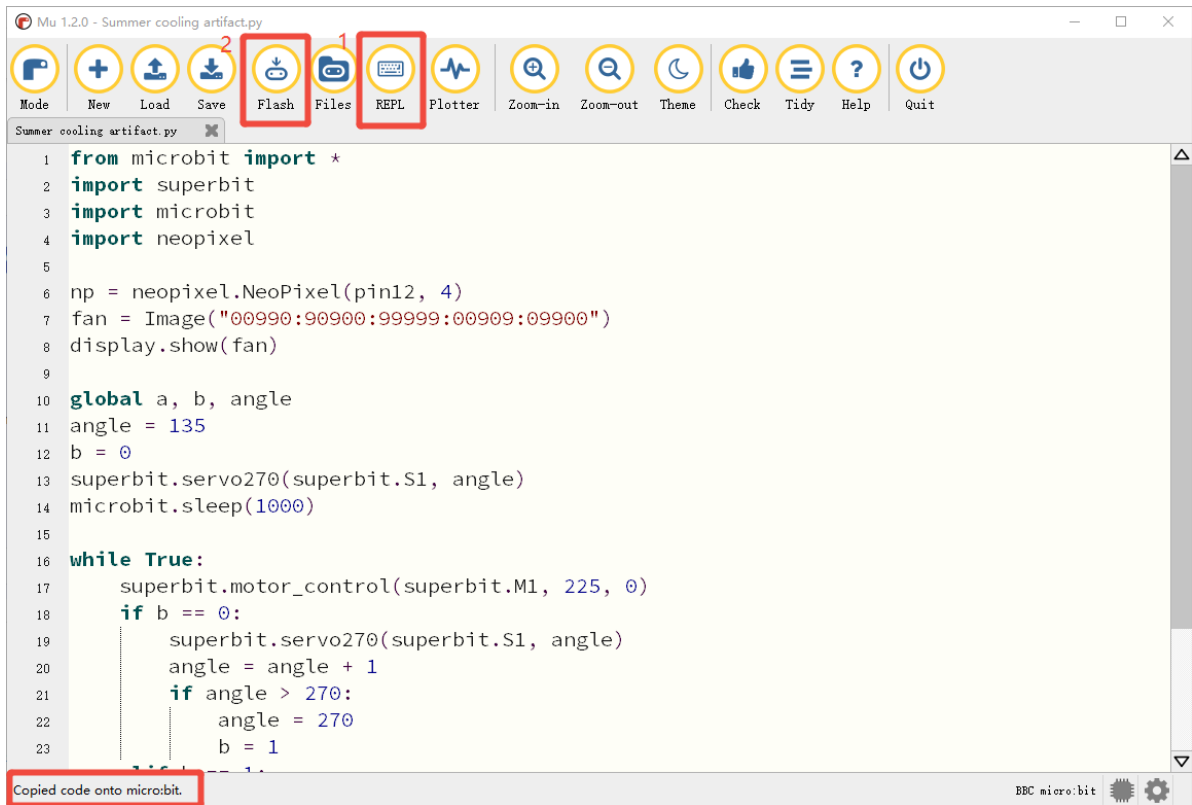 Mu 1.2.0 - Summer cooling artifact.py
2 1
Mode New Load Save Flash Files REPL Plotter Zoom-in Zoom-out Theme Check Tidy Help Quit
Summer cooling artifact.py
1 from microbit import *
2 import superbit
3 import microbit
4 import neopixel
5
6 np = neopixel.NeoPixel(pin12, 4)
7 fan = Image("00990:90900:99999:00909:09900")
8 display.show(fan)
9
10 global a, b, angle
11 angle = 135
12 b = 0
13 superbit.servo270(superbit.S1, angle)
14 microbit.sleep(1000)
15
16 while True:
17 superbit.motor_control(superbit.M1, 225, 0)
18 if b == 0:
19 superbit.servo270(superbit.S1, angle)
20 angle = angle + 1
21 if angle > 270:
22 angle = 270
23 b = 1
Copied code onto micro:bit. BBC micro:bit